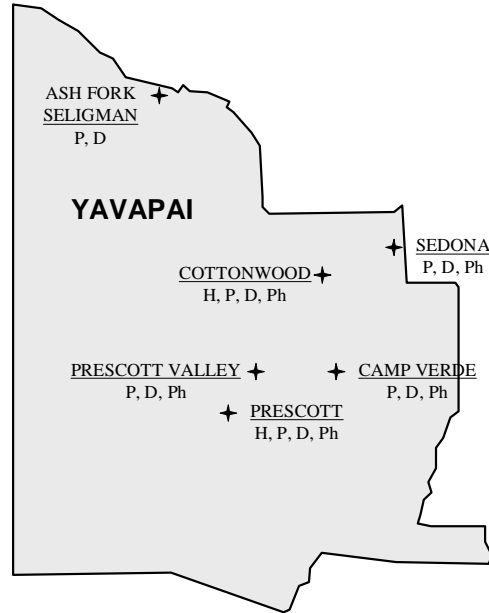 ASH FORK
SELIGMAN
P, D
YAVAPAI
SEDONA
P, D, Ph
COTTONWOOD
H, P, D, Ph
PRESCOTT VALLEY
P, D, Ph
CAMP VERDE
P, D, Ph
PRESCOTT
H, P, D, Ph